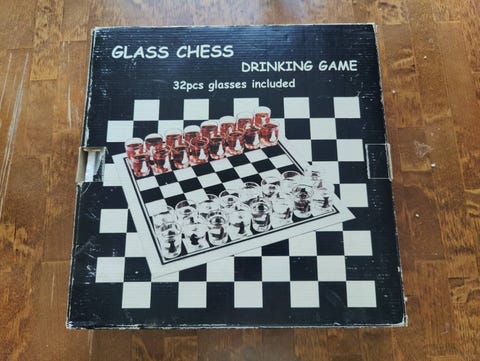 GLASS CHESS
DRINKING GAME
32pcs glasses included